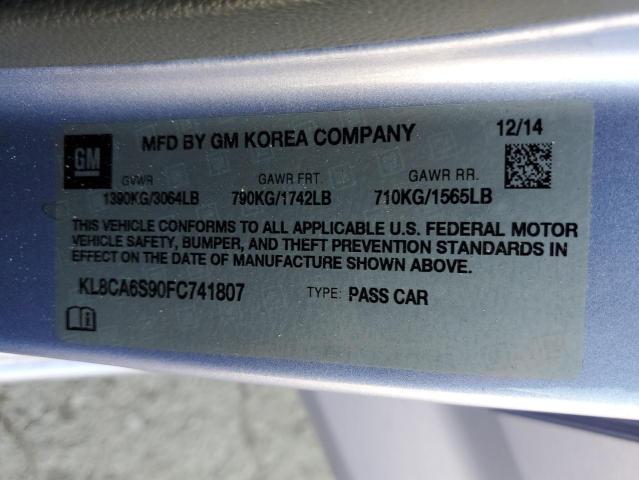 MFD BY GM KOREA COMPANY 12/14
GM
GVWR GAWR FRT. GAWR RR.
1390KG/3064LB 790KG/1742LB 710KG/1565LB
THIS VEHICLE CONFORMS TO ALL APPLICABLE U.S. FEDERAL MOTOR
VEHICLE SAFETY, BUMPER, AND THEFT PREVENTION STANDARDS IN
EFFECT ON THE DATE OF MANUFACTURE SHOWN ABOVE.
KL8CA6S90FC741807 TYPE: PASS CAR